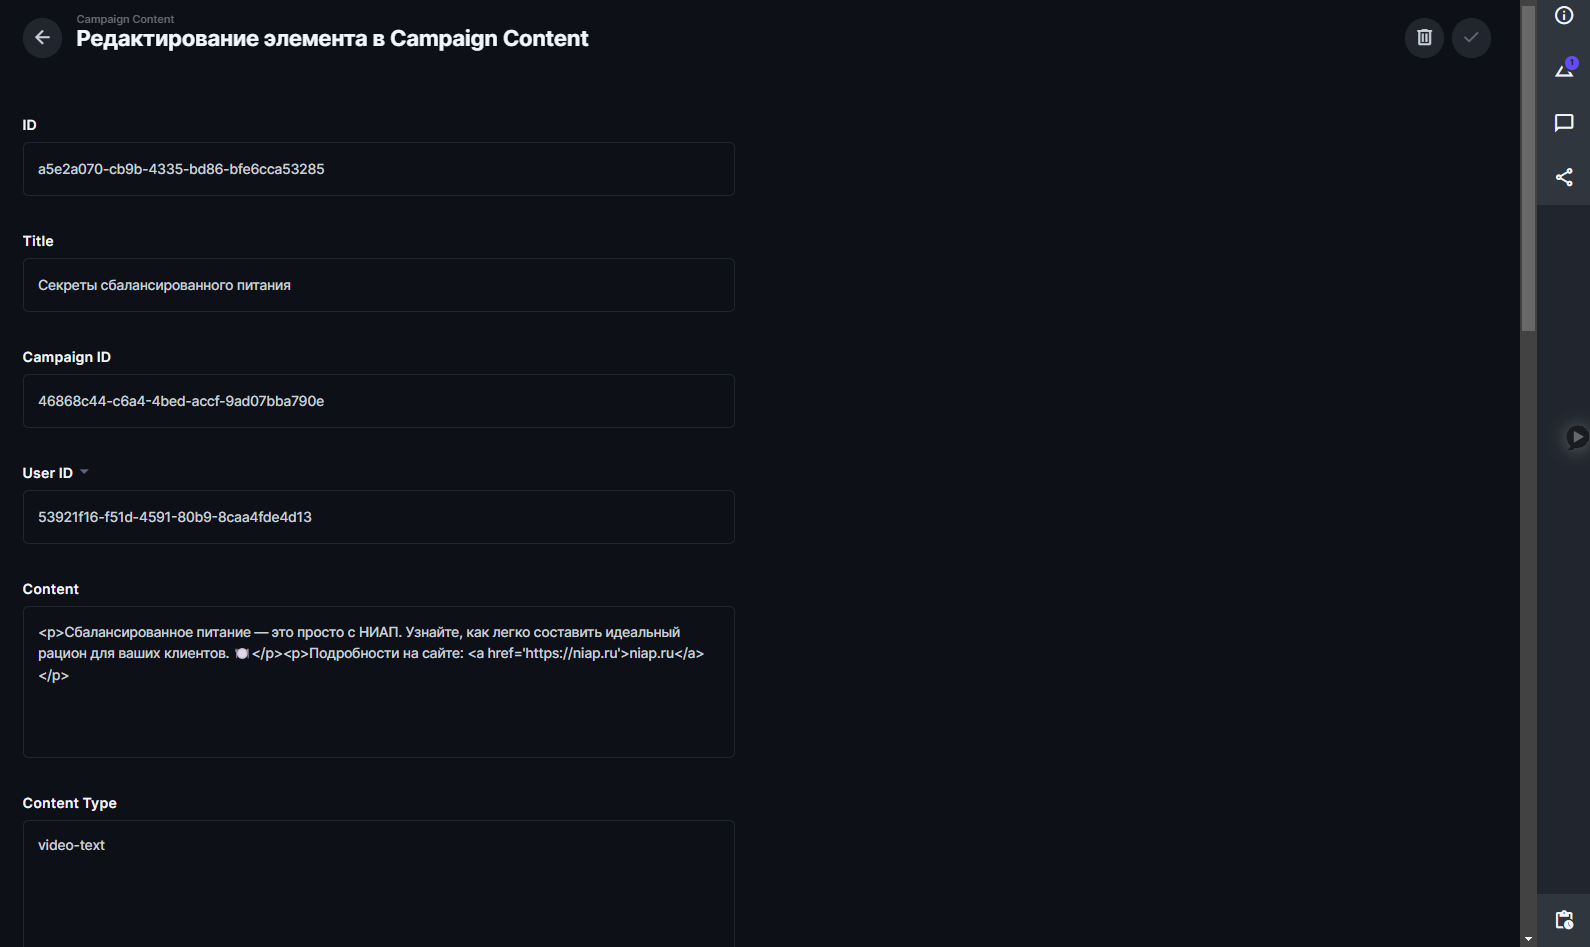 Campaign Content
Редактирование элемента в Campaign Content
1
ID
a5e2a070-cb9b-4335-bd86-bfe6cca53285
Title
Секреты сбалансированного питания
Campaign ID
46868c44-c6a4-4bed-accf-9ad07bba790e
User ID
53921f16-f51d-4591-80b9-8caa4fde4d13
Content
<p>Сбалансированное питание — это просто с НИАП. Узнайте, как легко составить идеальный
рацион для ваших клиентов. 🍽️</p><p>Подробности на сайте: <a href='https://niap.ru'>niap.ru</a>
</p>
Content Type
video-text